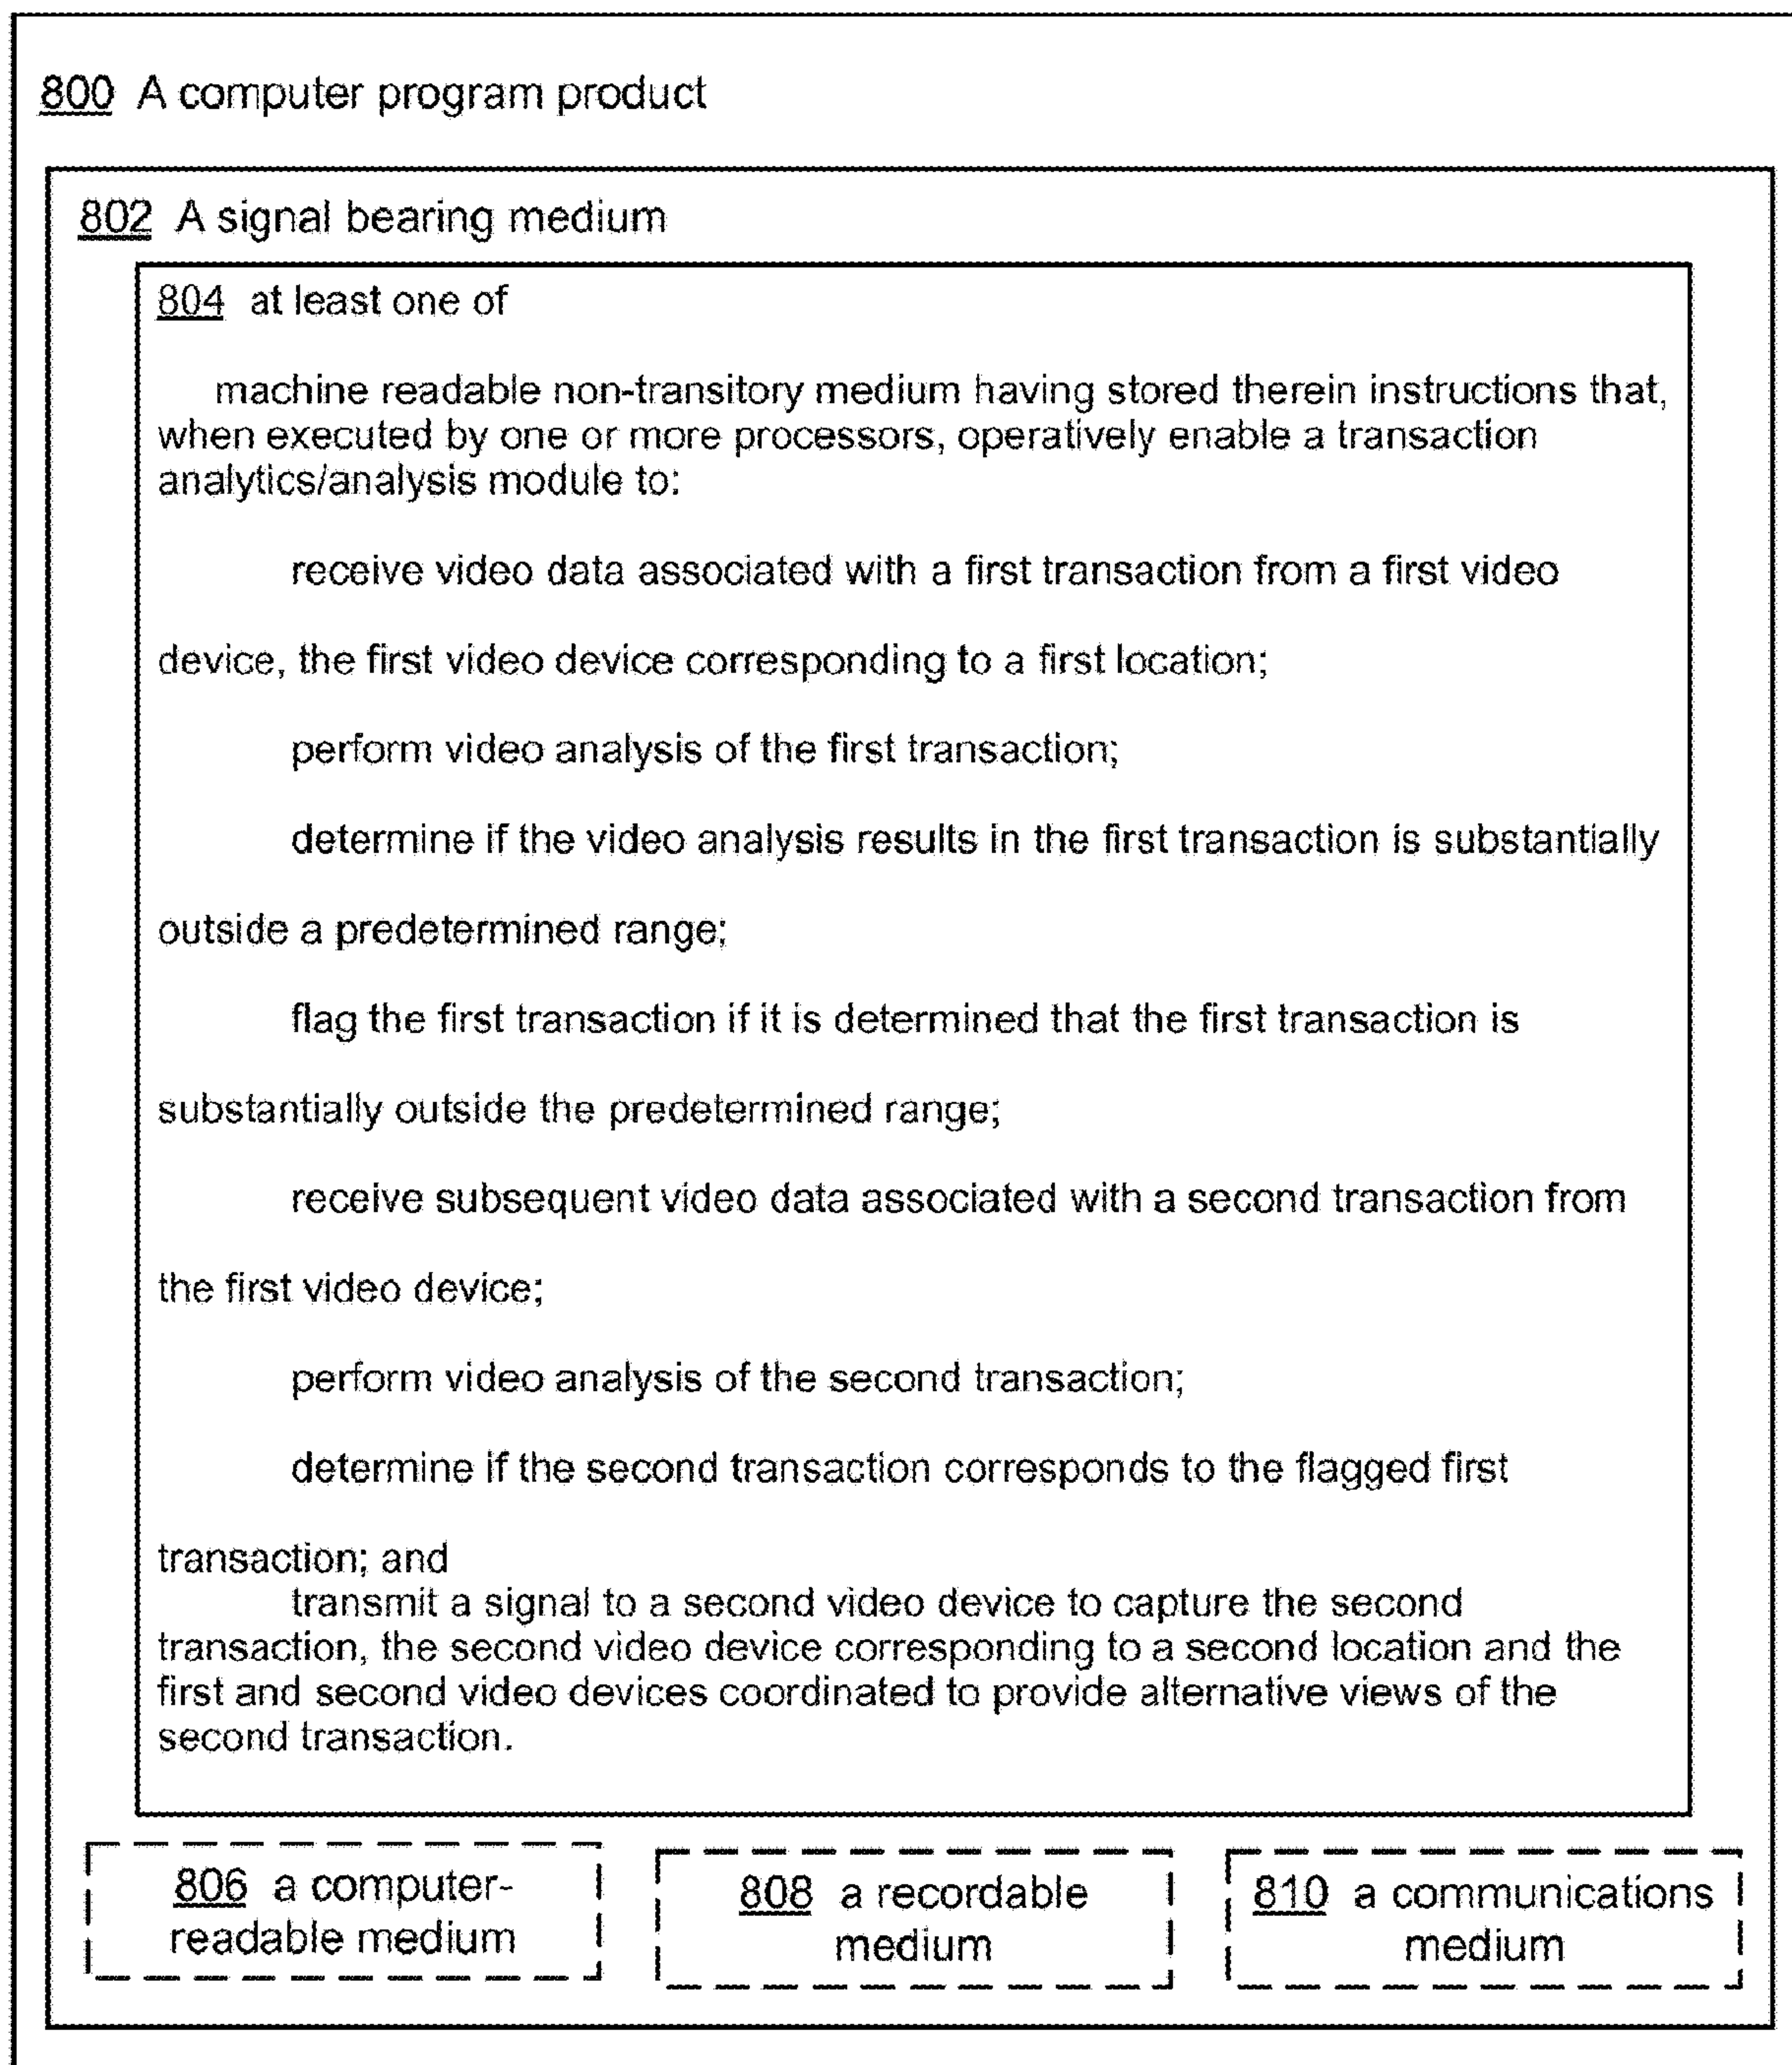 800 A computer program product
802 A signal bearing medium
804 at least one of
machine readable non-transitory medium having stored therein instructions that,
when executed by one or more processors, operatively enable a transaction
analytics/analysis module to:
receive video data associated with a first transaction from a first video
device, the first video device corresponding to a first location;
perform video analysis of the first transaction;
determine if the video analysis results in the first transaction is substantially
outside a predetermined range;
flag the first transaction if it is determined that the first transaction is
substantially outside the predetermined range;
receive subsequent video data associated with a second transaction from
the first video device;
perform video analysis of the second transaction;
determine if the second transaction corresponds to the flagged first
transaction; and
transmit a signal to a second video device to capture the second
transaction, the second video device corresponding to a second location and the
first and second video devices coordinated to provide alternative views of the
second transaction.
806 a computer-
readable medium
808 a recordable
medium
810 a communications
medium